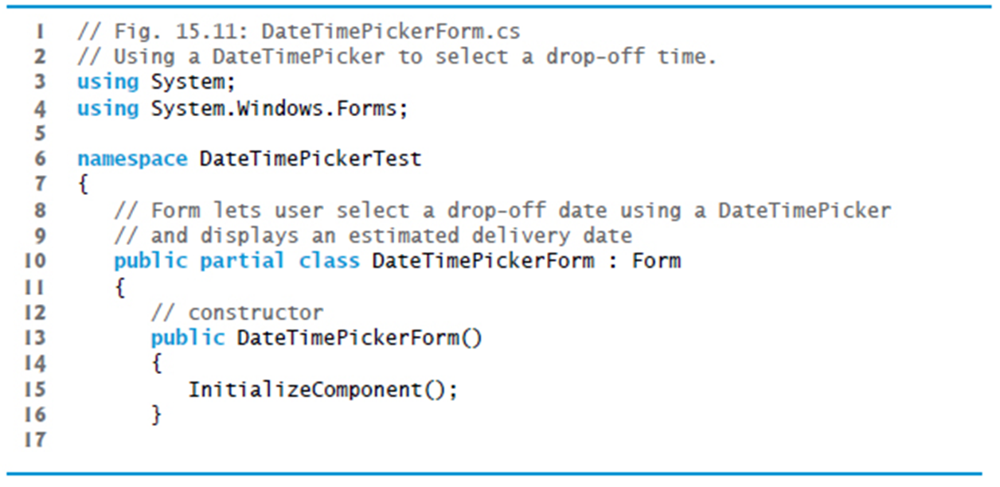 1 // Fig. 15.11: DateTimePickerForm.cs
2 // Using a DateTimePicker to select a drop-off time.
3 using System;
4 using System.Windows.Forms;
5
6 namespace DateTimePickerTest
7 {
8 // Form lets user select a drop-off date using a DateTimePicker
9 // and displays an estimated delivery date
10 public partial class DateTimePickerForm : Form
11 {
12 // constructor
13 public DateTimePickerForm()
14 {
15 InitializeComponent();
16 }
17